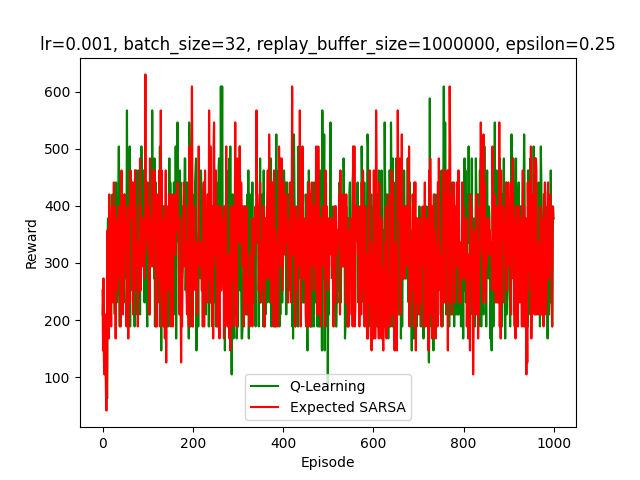 lr=0.001, batch_size=32, replay_buffer_size=1000000, epsilon=0.25
600
500
400
300
200
100
Reward
Q-Learning
Expected SARSA
0
200
400
600
800
1000
Episode